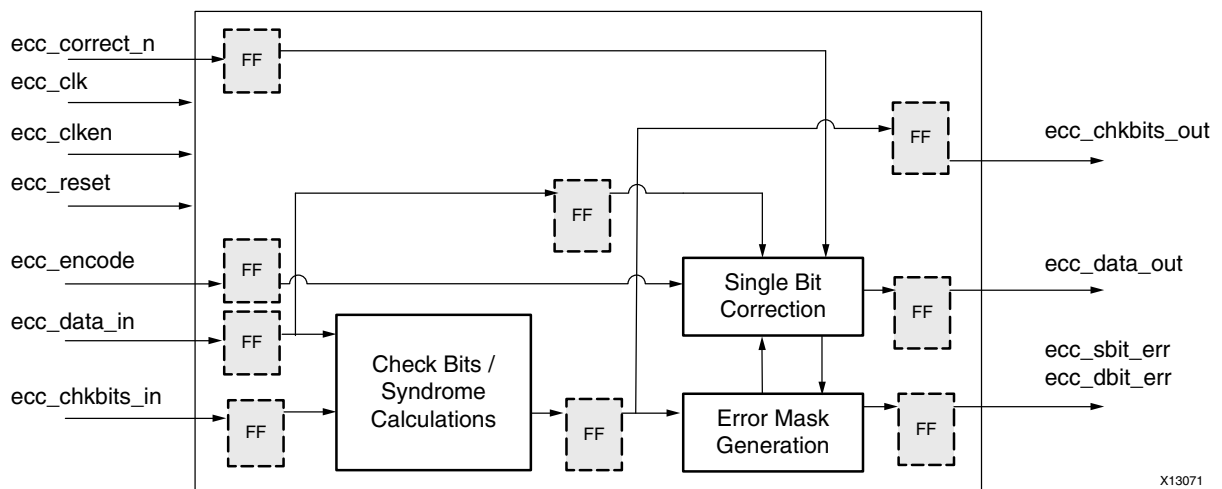 ecc_correct_n
FF
ecc_clk
ecc_clken
FF
ecc_chkbits_out
ecc_reset
FF
ecc_encode
FF
Single Bit
Correction
FF
ecc_data_out
ecc_data_in
FF
Check Bits /
Syndrome
Calculations
ecc_sbit_err
ecc_dbit_err
ecc_chkbits_in
FF
FF
Error Mask
Generation
FF
X13071